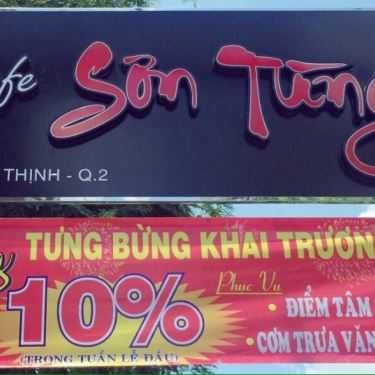 Sơn Tùng
THỊNH - Q.2
TƯNG BỪNG KHAI TRƯƠN
10%
Phục Vụ
• ĐIỂM TÂM
• CƠM TRƯA VĂN
(TRONG TUẦN LỄ ĐẦU)